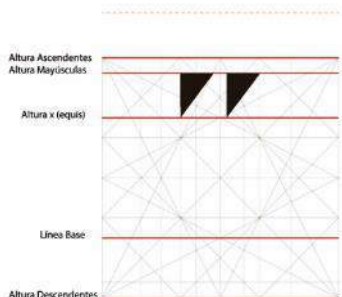 Altura Ascendentes
Altura Mayúsculas
Altura x (equis)
Línea Base
Altura Descendentes